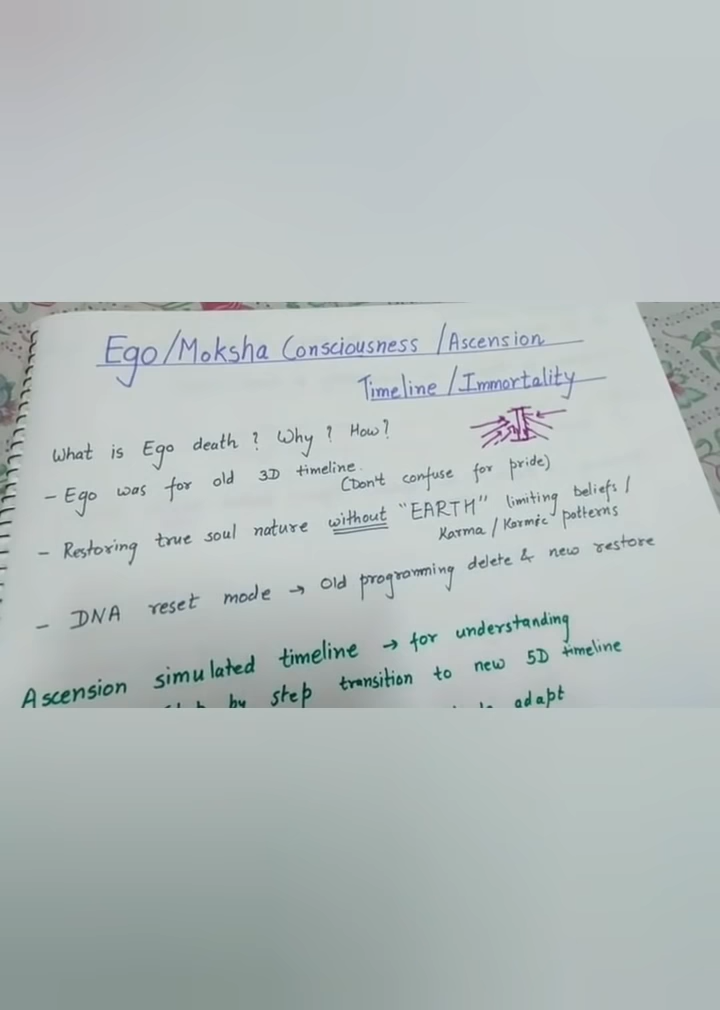 Ego/Moksha Consciousness /Ascension
Timeline /Immortality
What is Ego death? Why? How?
- Ego was for old 3D timeline.
(Don't confuse for pride)
- Restoring true soul nature without "EARTH" limiting beliefs /
Karma / Karmic patterns
- DNA reset mode → Old programming delete & new restore
Ascension simulated timeline → for understanding
by step transition to new 5D timeline
adapt